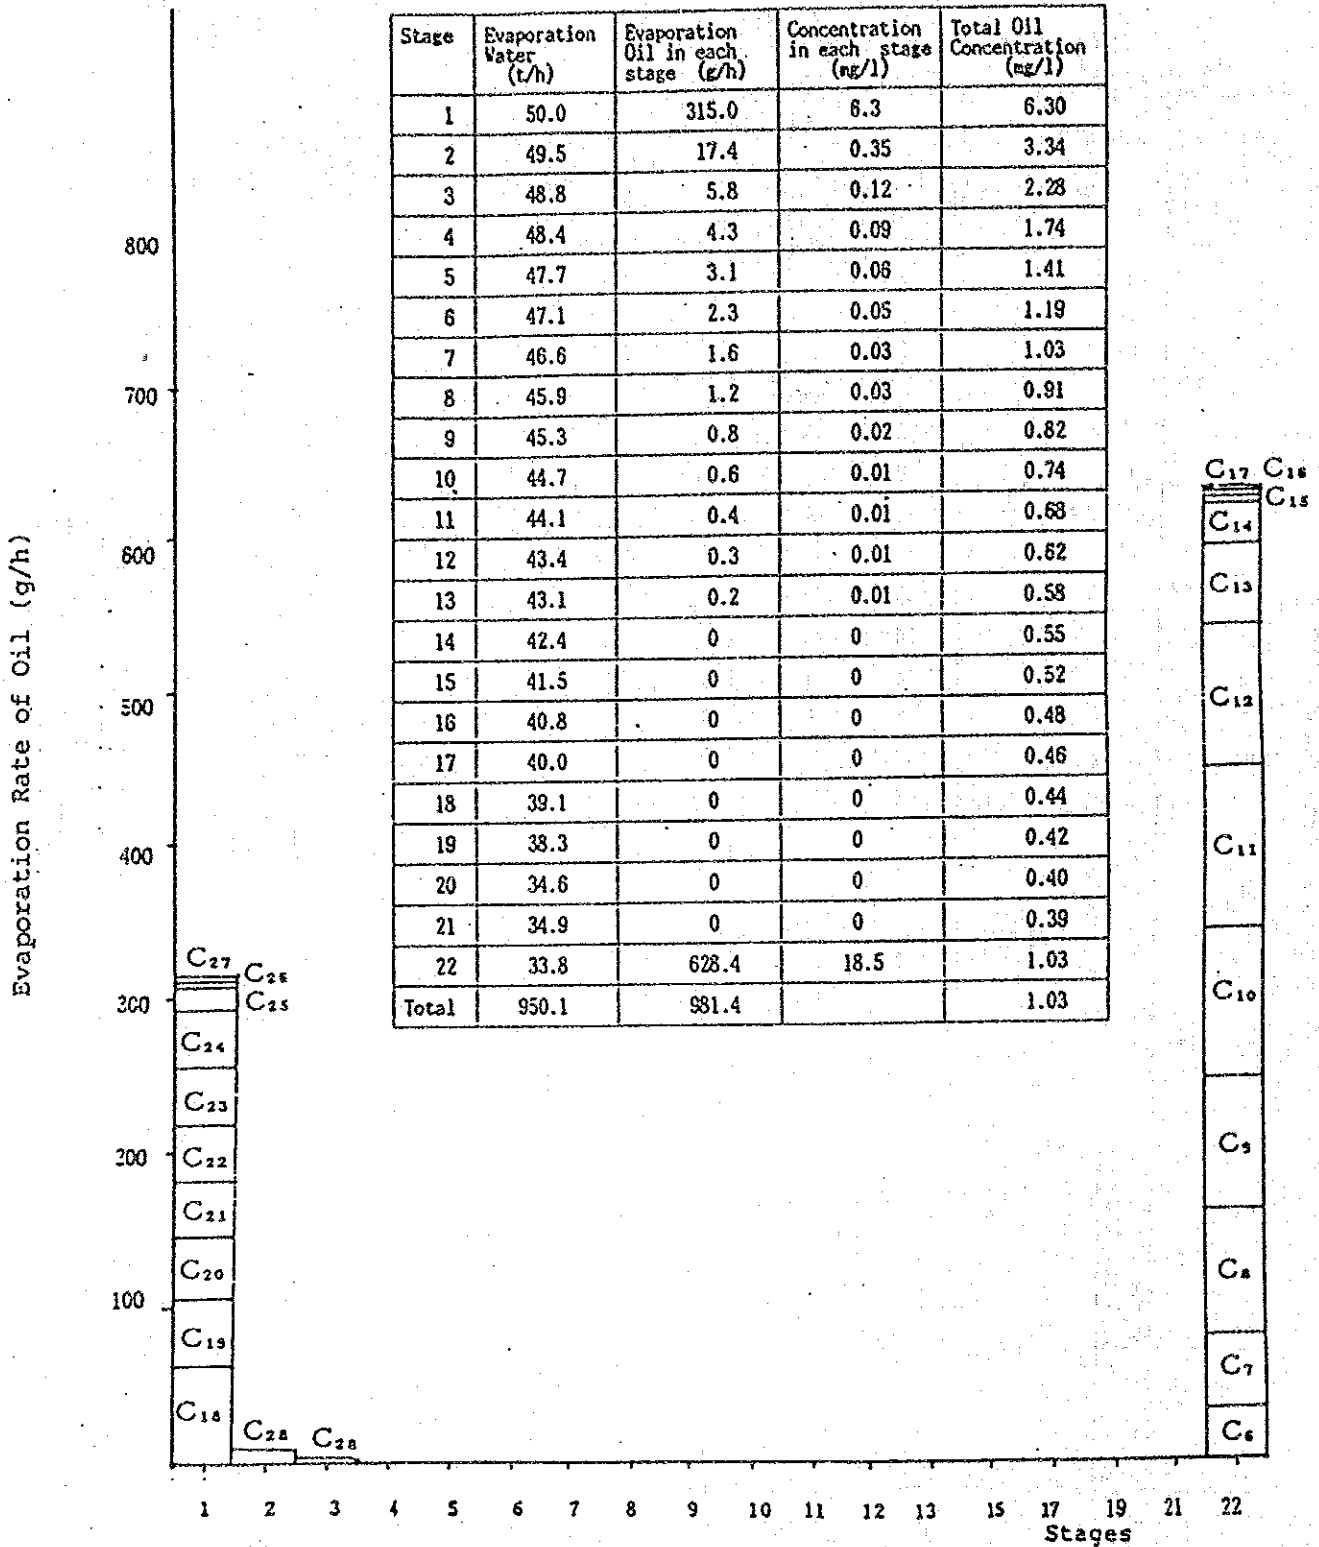 Stage Evaporation Water (t/h) Evaporation Oil in each stage (g/h) Concentration in each stage (mg/l) Total Oil Concentration (mg/l)
1 50.0 315.0 6.3 6.30
2 49.5 17.4 0.35 3.34
3 48.8 5.8 0.12 2.28
4 48.4 4.3 0.09 1.74
5 47.7 3.1 0.06 1.41
6 47.1 2.3 0.05 1.19
7 46.6 1.6 0.03 1.03
8 45.9 1.2 0.03 0.91
9 45.3 0.8 0.02 0.82
10 44.7 0.6 0.01 0.74
11 44.1 0.4 0.01 0.68
12 43.4 0.3 0.01 0.62
13 43.1 0.2 0.01 0.58
14 42.4 0 0 0.55
15 41.5 0 0 0.52
16 40.8 0 0 0.48
17 40.0 0 0 0.46
18 39.1 0 0 0.44
19 38.3 0 0 0.42
20 34.6 0 0 0.40
21 34.9 0 0 0.39
22 33.8 628.4 18.5 1.03
Total 950.1 981.4 1.03
Evaporation Rate of Oil (g/h)
800
700
600
500
400
300
200
100
C₂₇ C₂₆
C₂₅
C₂₄
C₂₃
C₂₂
C₂₁
C₂₀
C₁₉
C₁₈
C₂₈ C₂₈
C₁₇ C₁₆
C₁₅
C₁₄
C₁₃
C₁₂
C₁₁
C₁₀
C₉
C₈
C₇
C₆
1 2 3 4 5 6 7 8 9 10 11 12 13 15 17 19 21 22
Stages